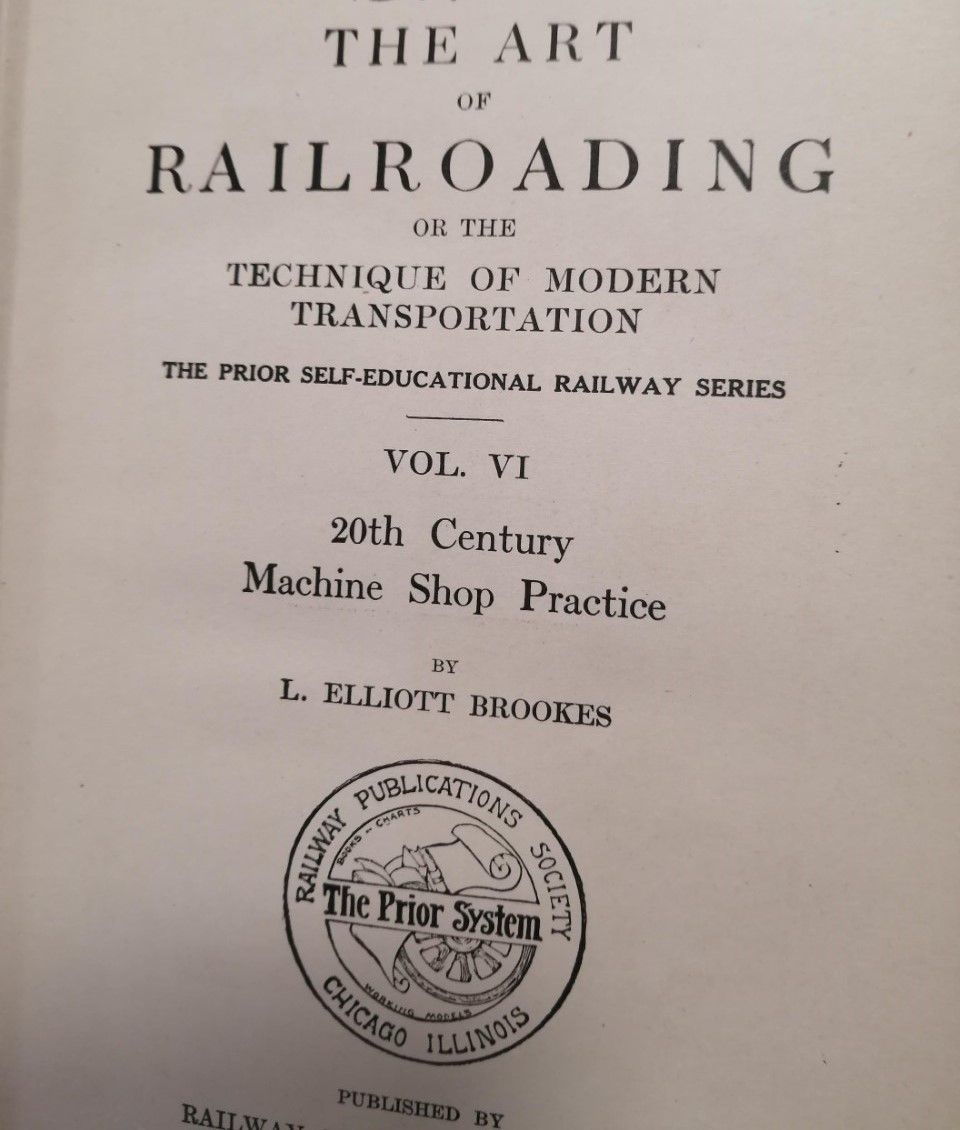 THE ART
OF
RAILROADING
OR THE
TECHNIQUE OF MODERN
TRANSPORTATION
THE PRIOR SELF-EDUCATIONAL RAILWAY SERIES
VOL. VI
20th Century
Machine Shop Practice
BY
L. ELLIOTT BROOKES
RAILWAY PUBLICATIONS SOCIETY
BOOKS - CHARTS
The Prior System
WORKING MODELS
CHICAGO ILLINOIS
PUBLISHED BY
RAILWAY